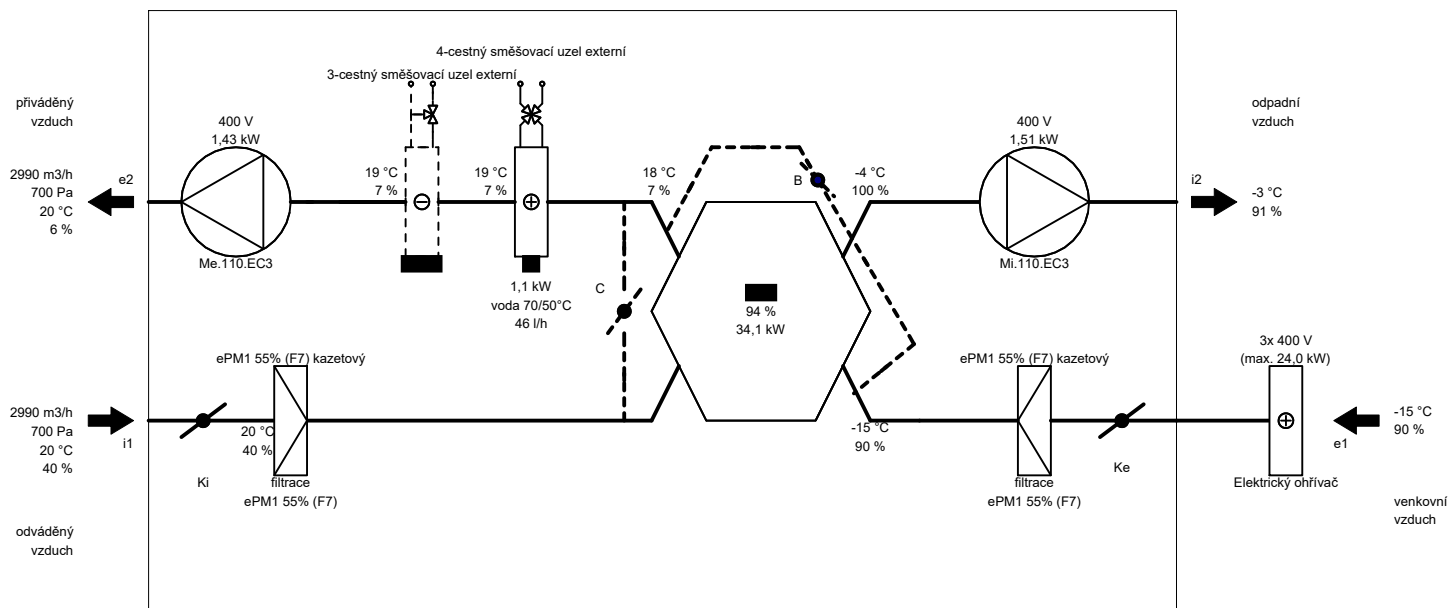 4-cestný směšovací uzel externí
3-cestný směšovací uzel externí
přiváděný
vzduch
400 V
1,43 kW
2990 m3/h
700 Pa
20 °C
6 %
e2
Me.110.EC3
19 °C
7 %
19 °C
7 %
1,1 kW
voda 70/50°C
46 l/h
18 °C
7 %
C
B
94 %
34,1 kW
-4 °C
100 %
400 V
1,51 kW
Mi.110.EC3
odpadní
vzduch
i2
-3 °C
91 %
ePM1 55% (F7) kazetový
2990 m3/h
700 Pa
20 °C
40 %
i1
Ki
20 °C
40 %
filtrace
ePM1 55% (F7)
odváděný
vzduch
-15 °C
90 %
ePM1 55% (F7) kazetový
filtrace
ePM1 55% (F7)
Ke
3x 400 V
(max. 24,0 kW)
Elektrický ohřívač
e1
-15 °C
90 %
venkovní
vzduch